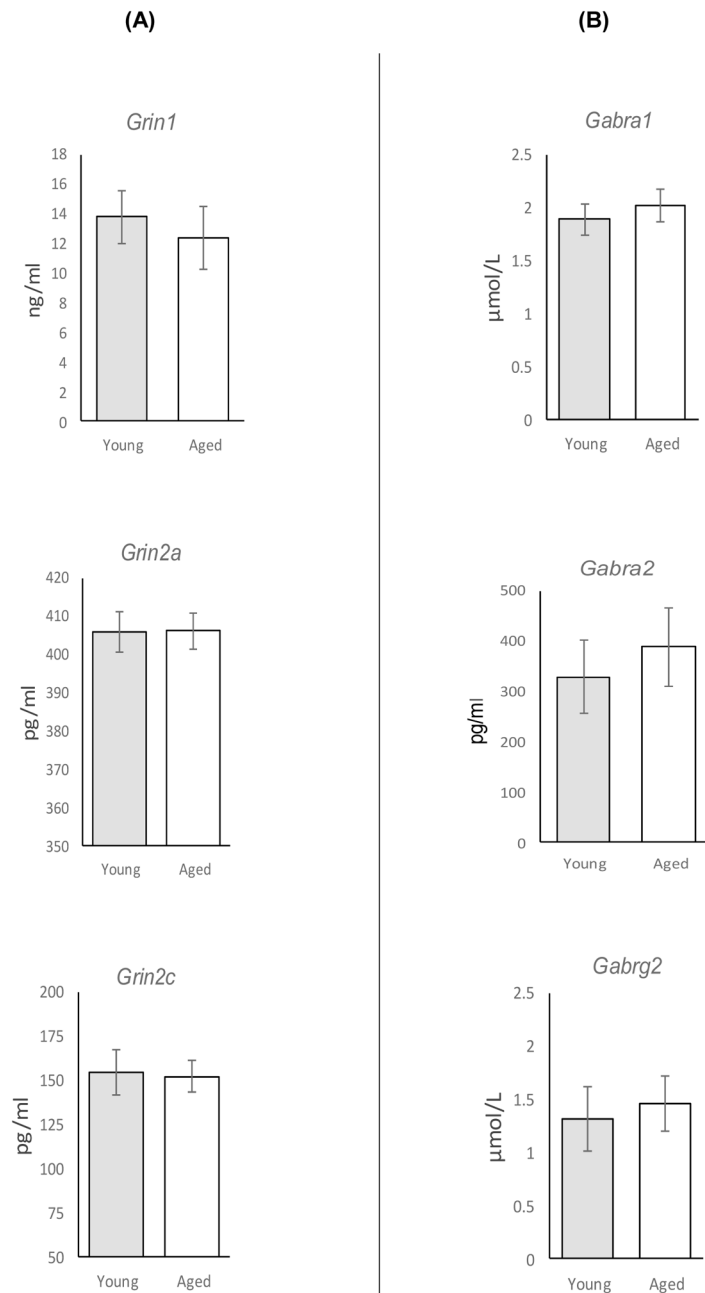 (A)
Grin1
18
16
14
12
10
8
6
4
2
0
ng/ml
Young Aged
Grin2a
420
410
400
390
380
370
360
350
pg/ml
Young Aged
Grin2c
200
175
150
125
100
75
50
pg/ml
Young Aged
(B)
Gabra1
2.5
2
1.5
1
0.5
0
µmol/L
Young Aged
Gabra2
500
400
300
200
100
0
pg/ml
Young Aged
Gabrg2
2.5
2
1.5
1
0.5
0
µmol/L
Young Aged